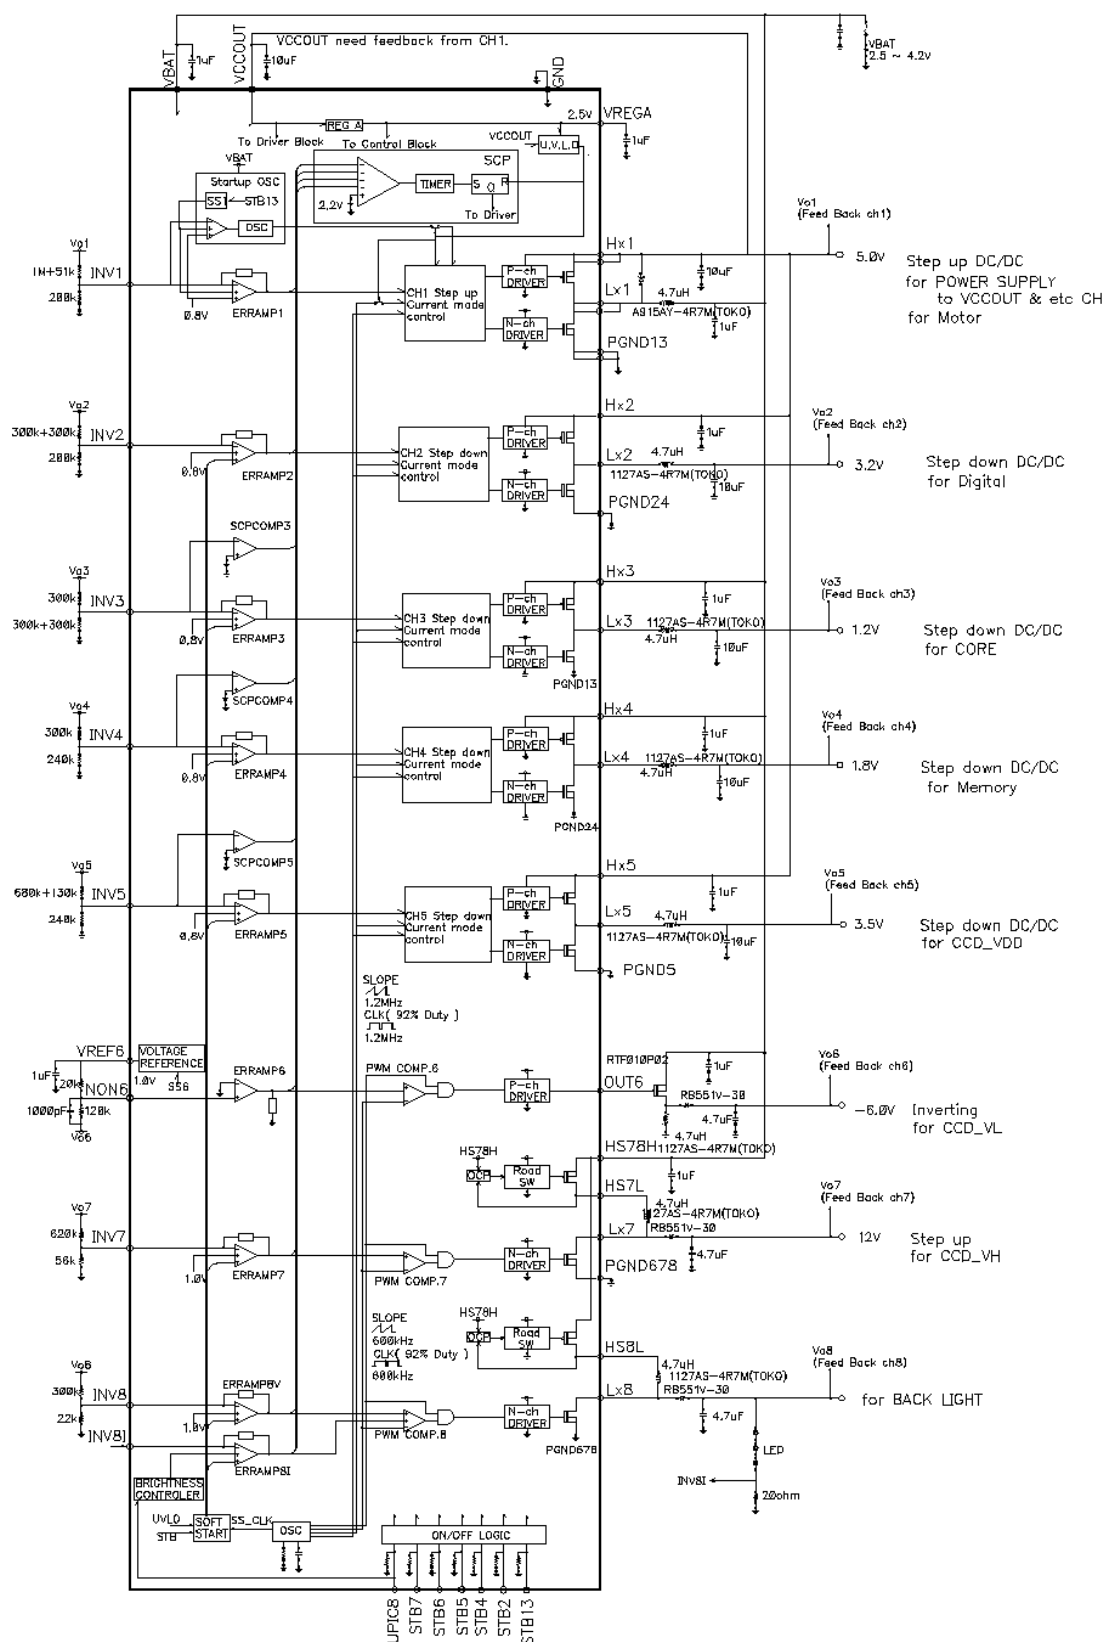 VBAT
1uF
VCCOUT
10uF
VCCOUT need feedback from CH1.
GND
VBAT
2.5 ~ 4.2V
2.5V
VREGA
1uF
REG A
To Driver Block
To Control Block
VCCOUT
U.V.L.O
VBAT
Startup OSC
SS1
STB13
OSC
SCP
TIMER
S Q R
2.2V
To Driver
Vo1
1M+51k
INV1
200k
0.8V
ERRAMP1
CH1 Step up
Current mode
control
P-ch
DRIVER
N-ch
DRIVER
Hx1
10uF
Lx1
4.7uH
A915AY-4R7M(TOKO)
1uF
PGND13
Vo1
(Feed Back ch1)
5.0V
Step up DC/DC
for POWER SUPPLY
to VCCOUT & etc CH
for Motor
Vo2
300k+300k
INV2
200k
0.8V
ERRAMP2
CH2 Step down
Current mode
control
P-ch
DRIVER
N-ch
DRIVER
Hx2
1uF
Lx2
4.7uH
1127AS-4R7M(TOKO)
10uF
PGND24
Vo2
(Feed Back ch2)
3.2V
Step down DC/DC
for Digital
SCPCOMP3
Vo3
300k
INV3
300k+300k
0.8V
ERRAMP3
CH3 Step down
Current mode
control
P-ch
DRIVER
N-ch
DRIVER
Hx3
1uF
Lx3
1127AS-4R7M(TOKO)
4.7uH
10uF
PGND13
Vo3
(Feed Back ch3)
1.2V
Step down DC/DC
for CORE
SCPCOMP4
Vo4
300k
INV4
240k
0.8V
ERRAMP4
CH4 Step down
Current mode
control
P-ch
DRIVER
N-ch
DRIVER
Hx4
1uF
Lx4
1127AS-4R7M(TOKO)
4.7uH
10uF
PGND24
Vo4
(Feed Back ch4)
1.8V
Step down DC/DC
for Memory
SCPCOMP5
Vo5
680k+130k
INV5
240k
ERRAMP5
CH5 Step down
Current mode
control
P-ch
DRIVER
N-ch
DRIVER
Hx5
1uF
Lx5
4.7uH
1127AS-4R7M(TOKO)
10uF
PGND5
Vo5
(Feed Back ch5)
3.5V
Step down DC/DC
for CCD_VDD
SLOPE
1.2MHz
CLK( 92% Duty )
1.2MHz
VREF6
VOLTAGE
REFERENCE
1uF
20k
1.0V
SS6
NON6
1000pF
120k
Vo6
ERRAMP6
PWM COMP.6
P-ch
DRIVER
RTF010P02
OUT6
1uF
RB551V-30
4.7uF
4.7uH
1127AS-4R7M(TOKO)
Vo6
(Feed Back ch6)
-6.0V
Inverting
for CCD_VL
HS78H
HS78H
OCP
Road
SW
1uF
HS7L
4.7uH
1127AS-4R7M(TOKO)
Vo7
620k
INV7
56k
1.0V
ERRAMP7
PWM COMP.7
N-ch
DRIVER
Lx7
RB551V-30
4.7uF
PGND678
Vo7
(Feed Back ch7)
12V
Step up
for CCD_VH
SLOPE
600kHz
CLK( 92% Duty )
600kHz
HS78H
OCP
Road
SW
HS8L
4.7uH
1127AS-4R7M(TOKO)
300k
INV8
22k
1.0V
ERRAMP8V
PWM COMP.8
N-ch
DRIVER
Lx8
RB551V-30
4.7uF
PGND678
Vo8
(Feed Back ch8)
for BACK LIGHT
INV8I
ERRAMP8I
LED
INV8I
20ohm
BRIGHTNESS
CONTROLER
UVLO
STB
SOFT
START
SS_CLK
OSC
ON/OFF LOGIC
UPIC8
STB7
STB6
STB5
STB4
STB2
STB13